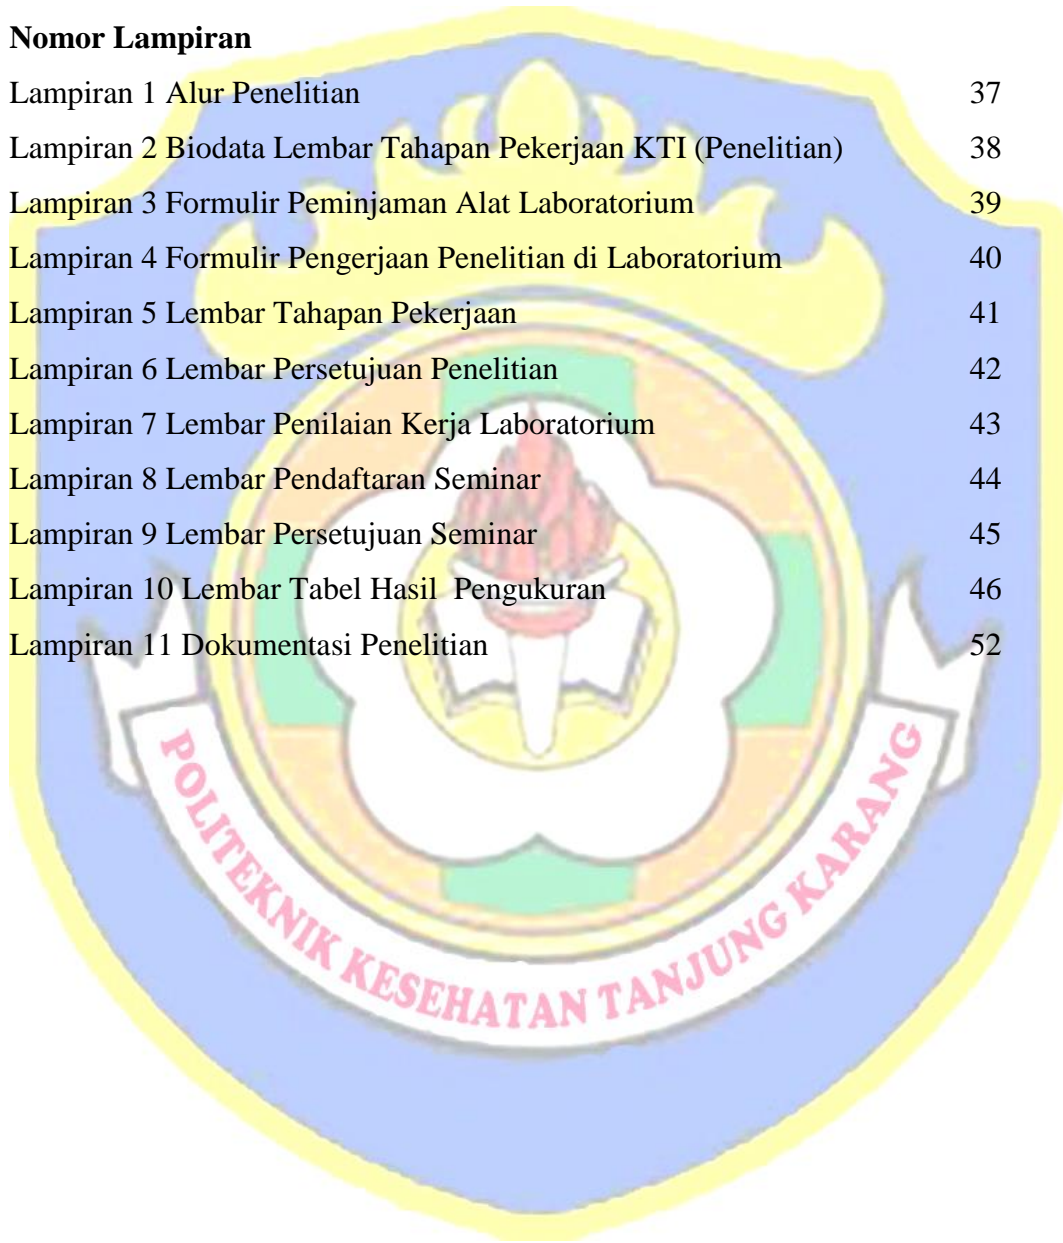 Nomor Lampiran
Lampiran 1 Alur Penelitian 37
Lampiran 2 Biodata Lembar Tahapan Pekerjaan KTI (Penelitian) 38
Lampiran 3 Formulir Peminjaman Alat Laboratorium 39
Lampiran 4 Formulir Pengerjaan Penelitian di Laboratorium 40
Lampiran 5 Lembar Tahapan Pekerjaan 41
Lampiran 6 Lembar Persetujuan Penelitian 42
Lampiran 7 Lembar Penilaian Kerja Laboratorium 43
Lampiran 8 Lembar Pendaftaran Seminar 44
Lampiran 9 Lembar Persetujuan Seminar 45
Lampiran 10 Lembar Tabel Hasil  Pengukuran 46
Lampiran 11 Dokumentasi Penelitian 52
POLITEKNIK KESEHATAN TANJUNG KARANG